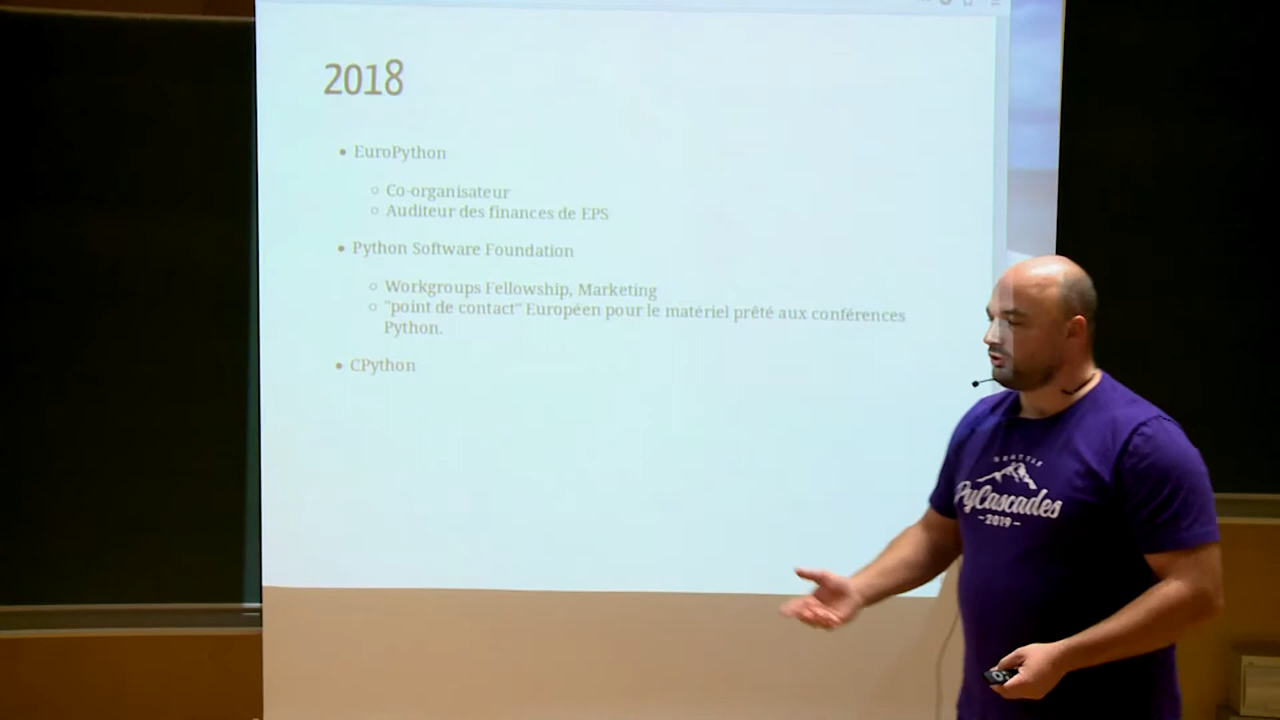 2018
• EuroPython
○ Co-organisateur
○ Auditeur des finances de EPS
• Python Software Foundation
○ Workgroups Fellowship, Marketing
○ "point de contact" Européen pour le matériel prêté aux conférences
Python.
• CPython
SEATTLE
PyCascades
-2019-